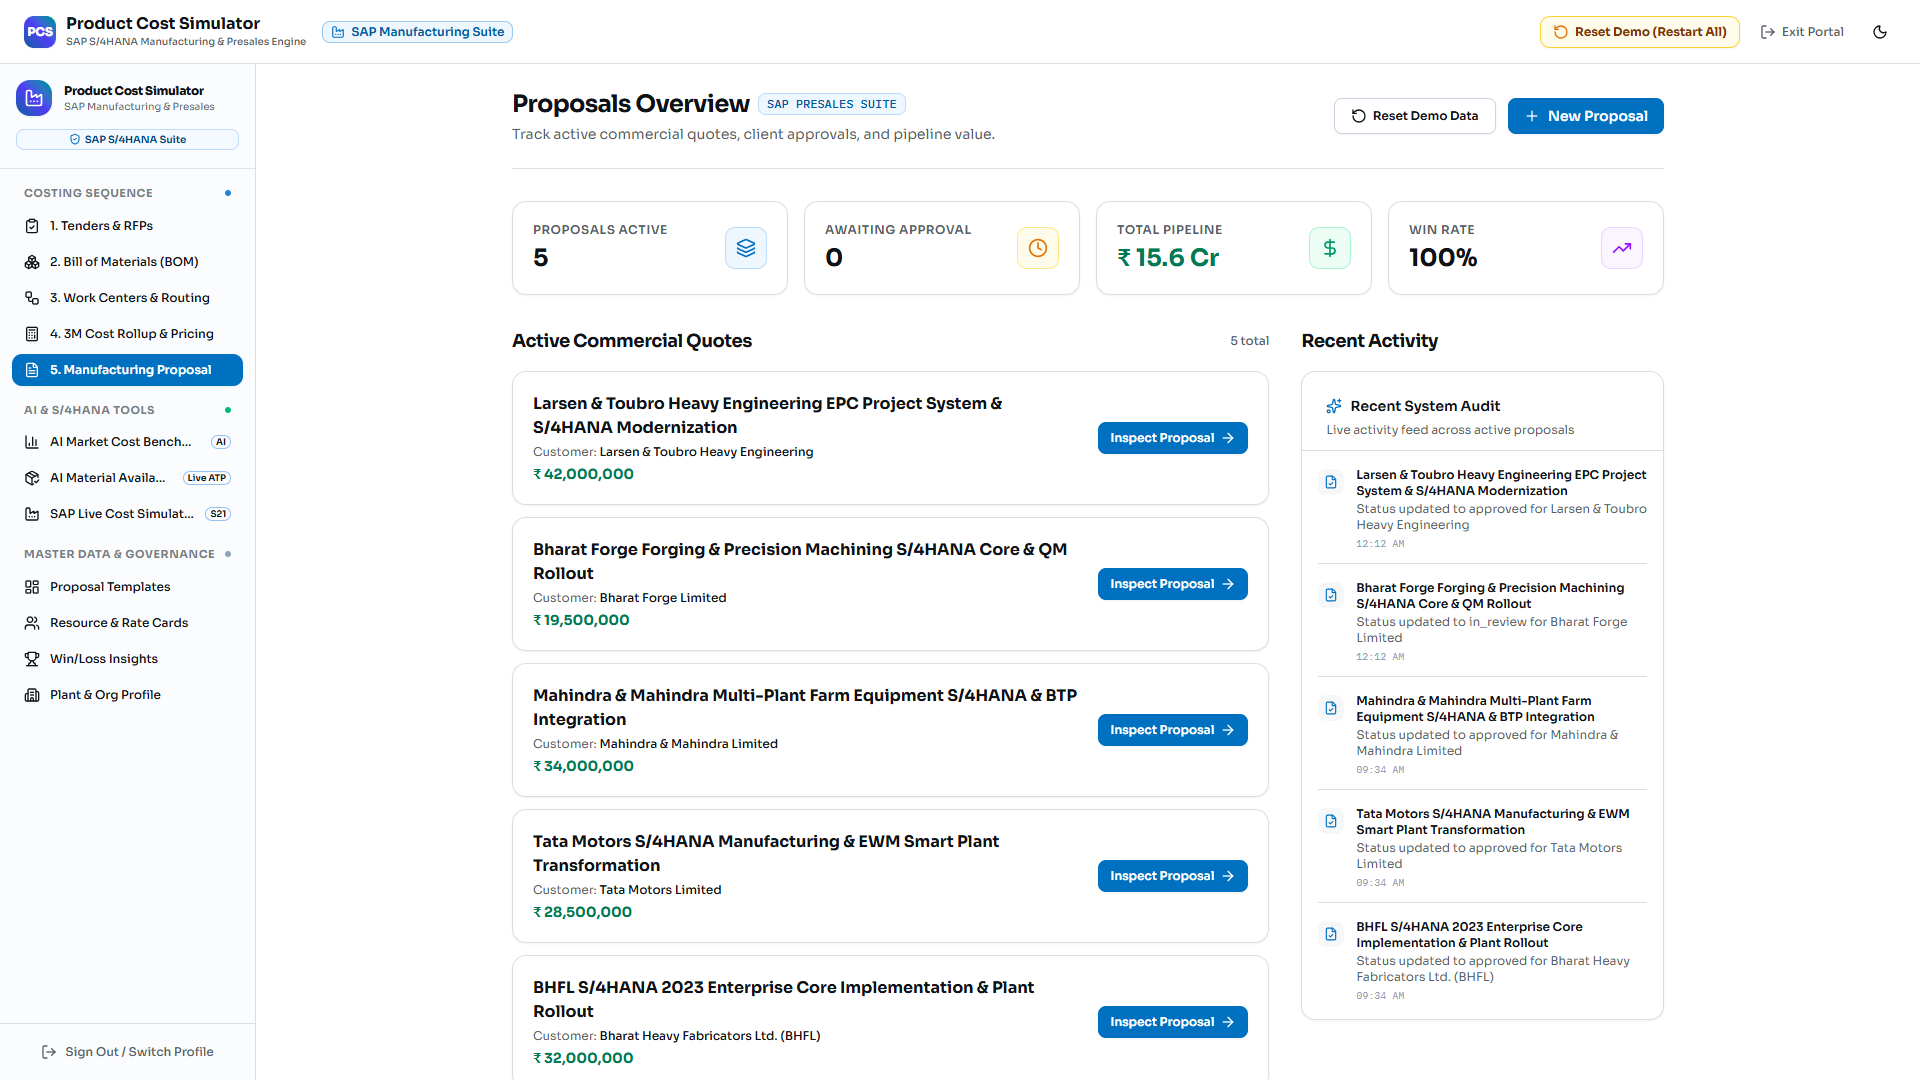 PCS
Product Cost Simulator
SAP S/4HANA Manufacturing & Presales Engine
SAP Manufacturing Suite
Reset Demo (Restart All)
Exit Portal
Product Cost Simulator
SAP Manufacturing & Presales
SAP S/4HANA Suite
COSTING SEQUENCE
1. Tenders & RFPs
2. Bill of Materials (BOM)
3. Work Centers & Routing
4. 3M Cost Rollup & Pricing
5. Manufacturing Proposal
AI & S/4HANA TOOLS
AI Market Cost Bench... AI
AI Material Availa... Live ATP
SAP Live Cost Simulat... S21
MASTER DATA & GOVERNANCE
Proposal Templates
Resource & Rate Cards
Win/Loss Insights
Plant & Org Profile
Sign Out / Switch Profile
Proposals Overview
SAP PRESALES SUITE
Track active commercial quotes, client approvals, and pipeline value.
Reset Demo Data
New Proposal
PROPOSALS ACTIVE
5
AWAITING APPROVAL
0
TOTAL PIPELINE
₹ 15.6 Cr
WIN RATE
100%
Active Commercial Quotes
5 total
Larsen & Toubro Heavy Engineering EPC Project System &
S/4HANA Modernization
Customer: Larsen & Toubro Heavy Engineering
₹ 42,000,000
Inspect Proposal
Bharat Forge Forging & Precision Machining S/4HANA Core & QM
Rollout
Customer: Bharat Forge Limited
₹ 19,500,000
Inspect Proposal
Mahindra & Mahindra Multi-Plant Farm Equipment S/4HANA & BTP
Integration
Customer: Mahindra & Mahindra Limited
₹ 34,000,000
Inspect Proposal
Tata Motors S/4HANA Manufacturing & EWM Smart Plant
Transformation
Customer: Tata Motors Limited
₹ 28,500,000
Inspect Proposal
BHFL S/4HANA 2023 Enterprise Core Implementation & Plant
Rollout
Customer: Bharat Heavy Fabricators Ltd. (BHFL)
₹ 32,000,000
Inspect Proposal
Recent Activity
Recent System Audit
Live activity feed across active proposals
Larsen & Toubro Heavy Engineering EPC Project
System & S/4HANA Modernization
Status updated to approved for Larsen & Toubro
Heavy Engineering
12:12 AM
Bharat Forge Forging & Precision Machining
S/4HANA Core & QM Rollout
Status updated to in_review for Bharat Forge
Limited
12:12 AM
Mahindra & Mahindra Multi-Plant Farm
Equipment S/4HANA & BTP Integration
Status updated to approved for Mahindra &
Mahindra Limited
09:34 AM
Tata Motors S/4HANA Manufacturing & EWM
Smart Plant Transformation
Status updated to approved for Tata Motors
Limited
09:34 AM
BHFL S/4HANA 2023 Enterprise Core
Implementation & Plant Rollout
Status updated to approved for Bharat Heavy
Fabricators Ltd. (BHFL)
09:34 AM